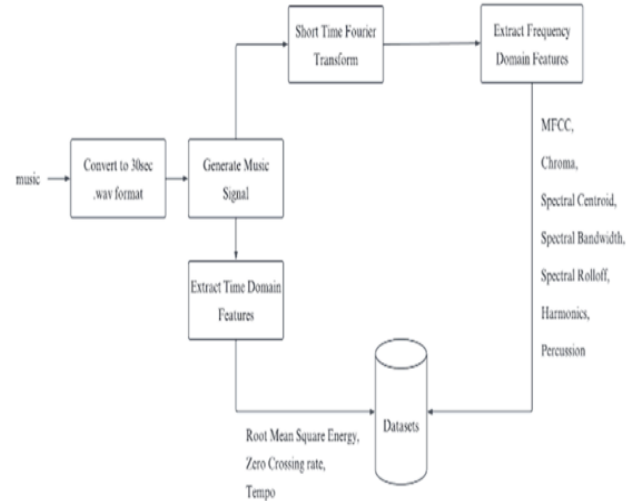 Short Time Fourier
Transform
Extract Frequency
Domain Features
music
Convert to 30sec
.wav format
Generate Music
Signal
MFCC,
Chroma,
Spectral Centroid,
Spectral Bandwidth,
Spectral Rolloff,
Harmonics,
Percussion
Extract Time Domain
Features
Datasets
Root Mean Square Energy,
Zero Crossing rate,
Tempo